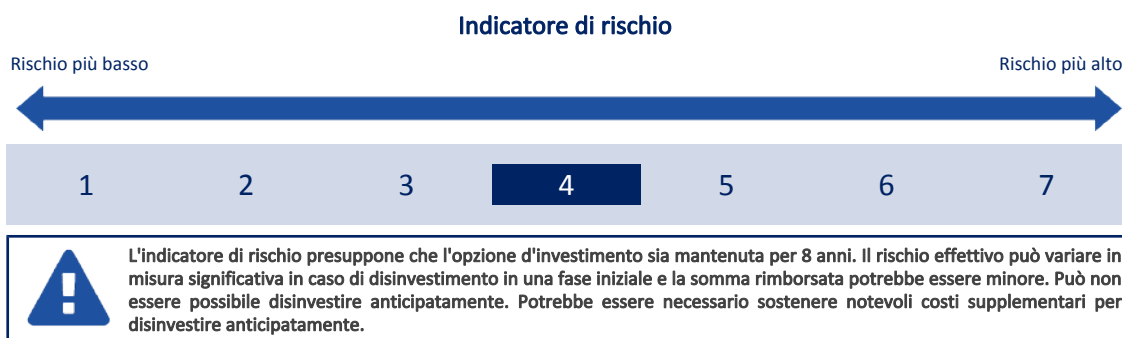 Indicatore di rischio
Rischio più basso
Rischio più alto
1 2 3 4 5 6 7
L'indicatore di rischio presuppone che l'opzione d'investimento sia mantenuta per 8 anni. Il rischio effettivo può variare in
misura significativa in caso di disinvestimento in una fase iniziale e la somma rimborsata potrebbe essere minore. Può non
essere possibile disinvestire anticipatamente. Potrebbe essere necessario sostenere notevoli costi supplementari per
disinvestire anticipatamente.